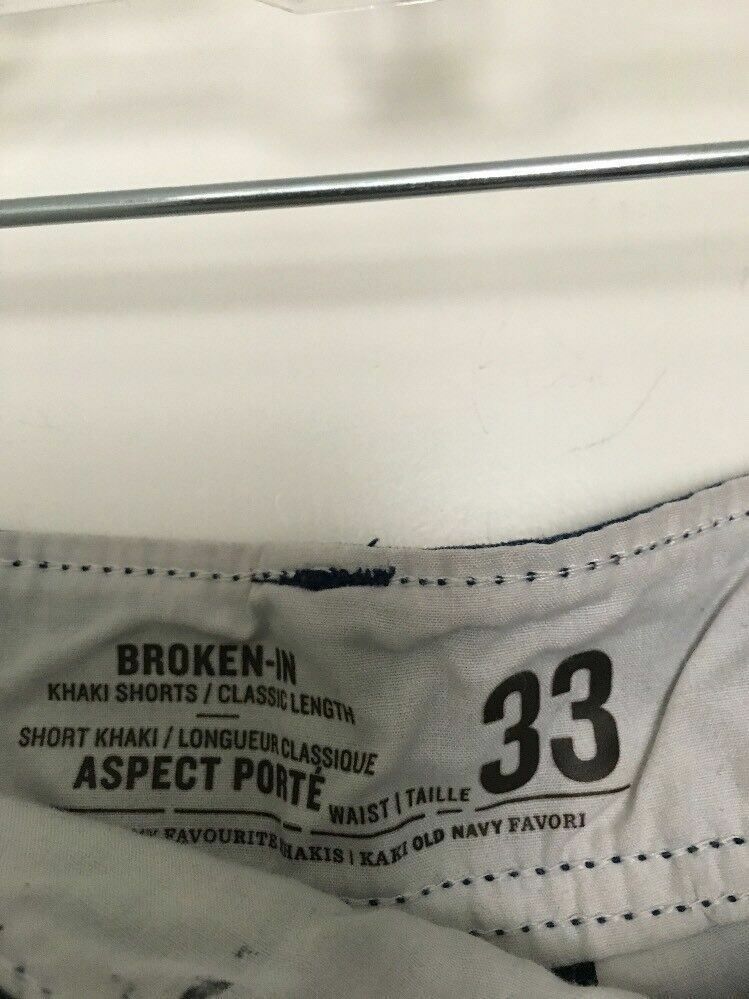 BROKEN-IN
KHAKI SHORTS / CLASSIC LENGTH
SHORT KHAKI / LONGUEUR CLASSIQUE
ASPECT PORTÉ
WAIST | TAILLE 33
FAVOURITE KHAKIS | KAKI OLD NAVY FAVORI